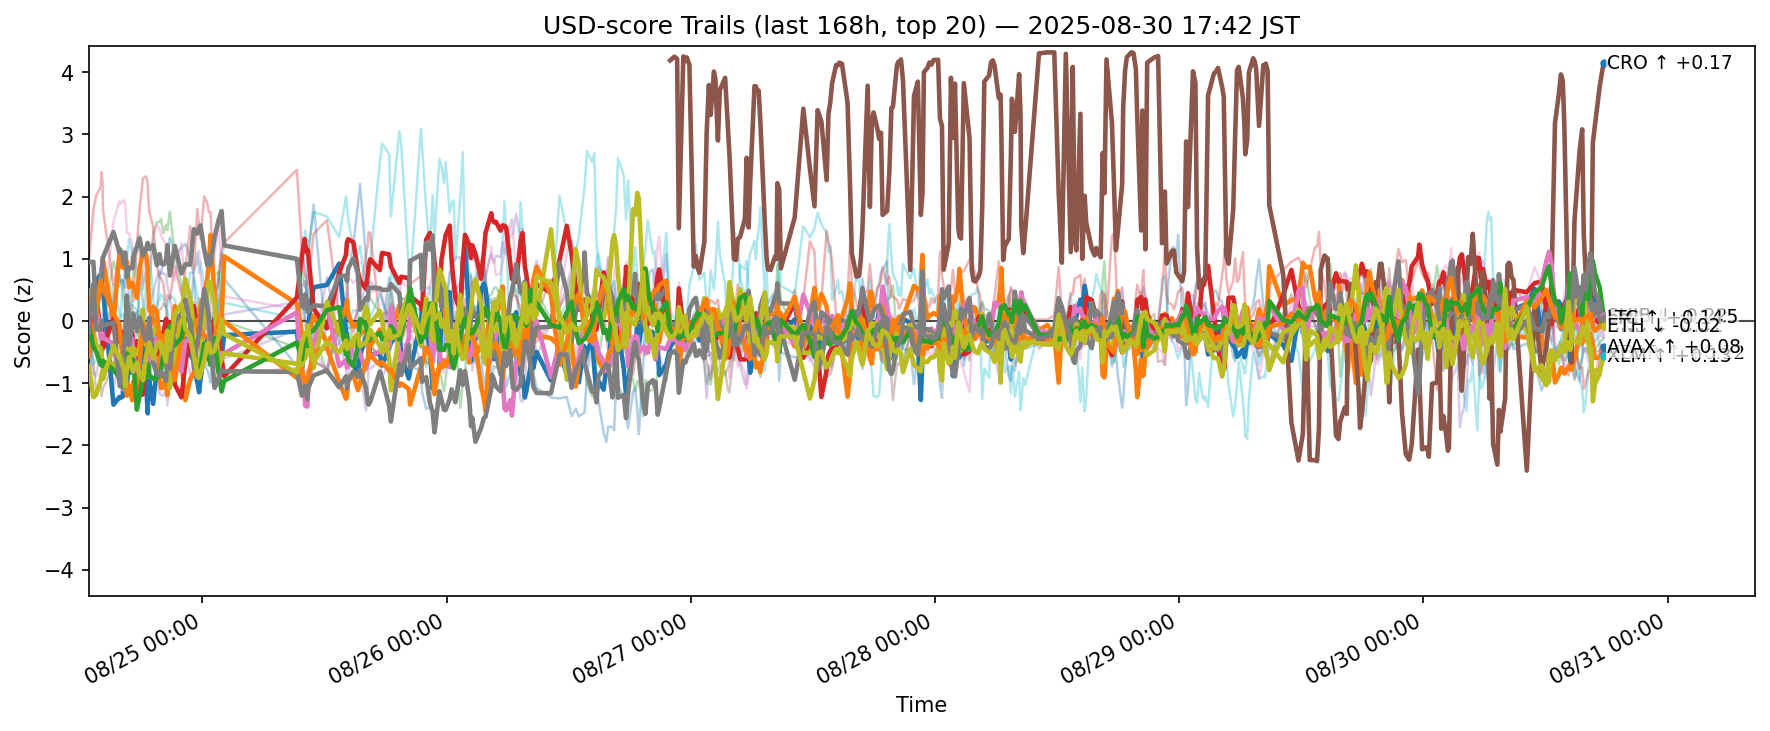 USD-score Trails (last 168h, top 20) — 2025-08-30 17:42 JST
Score (z)
4
3
2
1
0
−1
−2
−3
−4
CRO ↑ +0.17
ETH ↓ -0.02
AVAX ↑ +0.08
08/25 00:00
08/26 00:00
08/27 00:00
08/28 00:00
08/29 00:00
08/30 00:00
08/31 00:00
Time